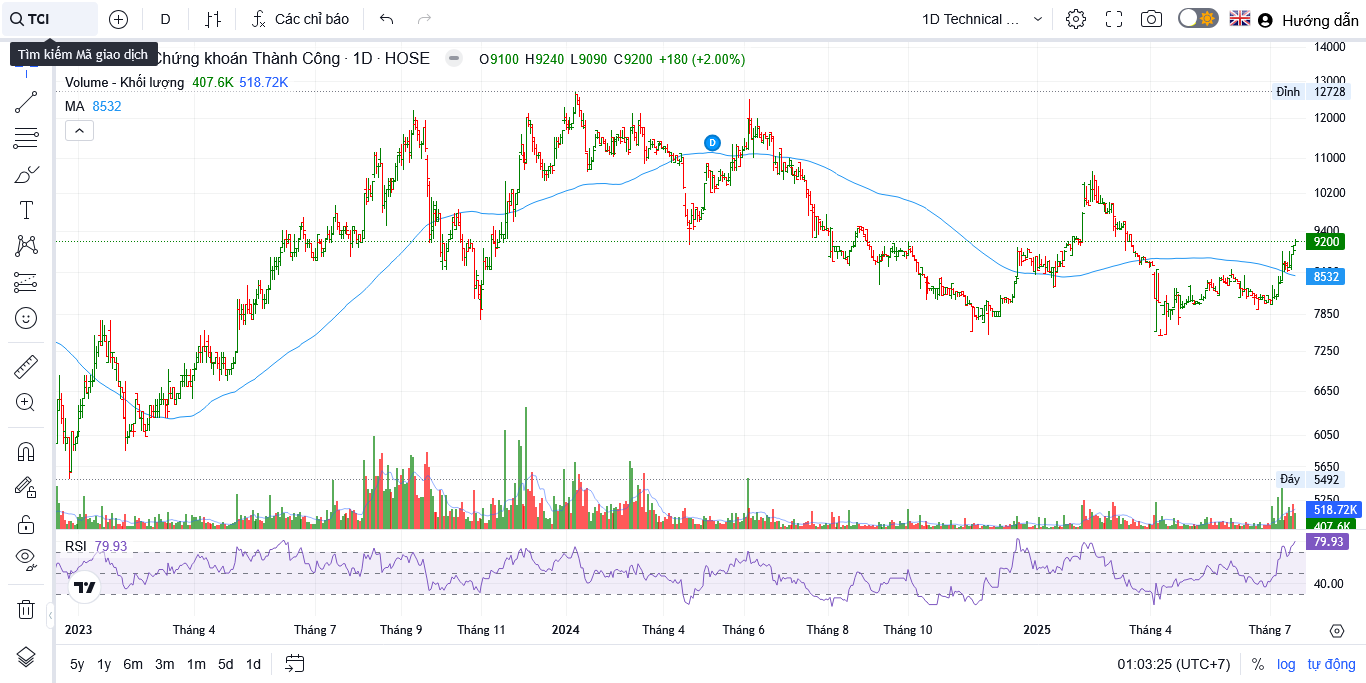 TCI
D
Các chỉ báo
1D Technical ...
Hướng dẫn
Tìm kiếm Mã giao dịch
Chứng khoán Thành Công · 1D · HOSE
O9100 H9240 L9090 C9200 +180 (+2.00%)
Volume - Khối lượng 407.6K 518.72K
MA 8532
D
14000
13000
Đỉnh 12728
12000
11000
10200
9400
9200
8532
7850
7250
6650
6050
5650
Đáy 5492
5250
518.72K
407.6K
RSI 79.93
79.93
40.00
2023 Tháng 4 Tháng 7 Tháng 9 Tháng 11 2024 Tháng 4 Tháng 6 Tháng 8 Tháng 10 2025 Tháng 4 Tháng 7
5y 1y 6m 3m 1m 5d 1d
01:03:25 (UTC+7) % log tự động